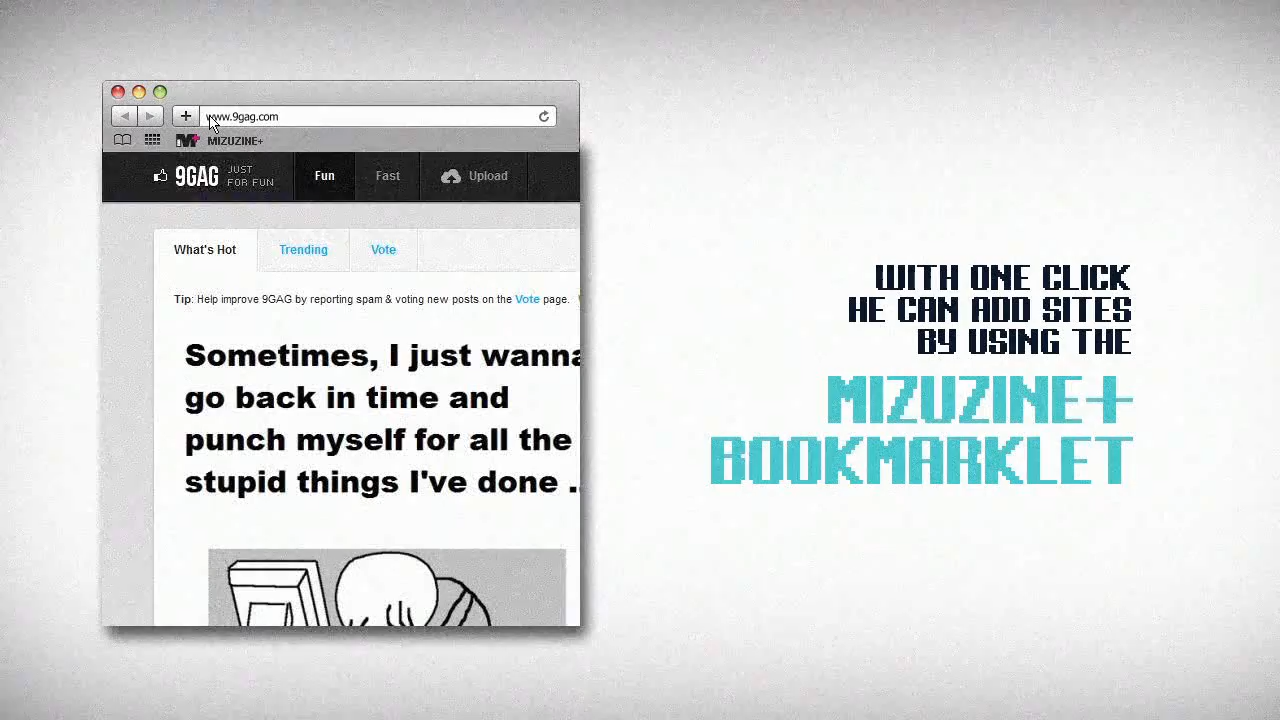 www.9gag.com
MIZUZINE+
9GAG JUST FOR FUN
Fun
Fast
Upload
What's Hot
Trending
Vote
Tip: Help improve 9GAG by reporting spam & voting new posts on the Vote page.
Sometimes, I just wanna
go back in time and
punch myself for all the
stupid things I've done ..
WITH ONE CLICK
HE CAN ADD SITES
BY USING THE
MIZUZINE+
BOOKMARKLET